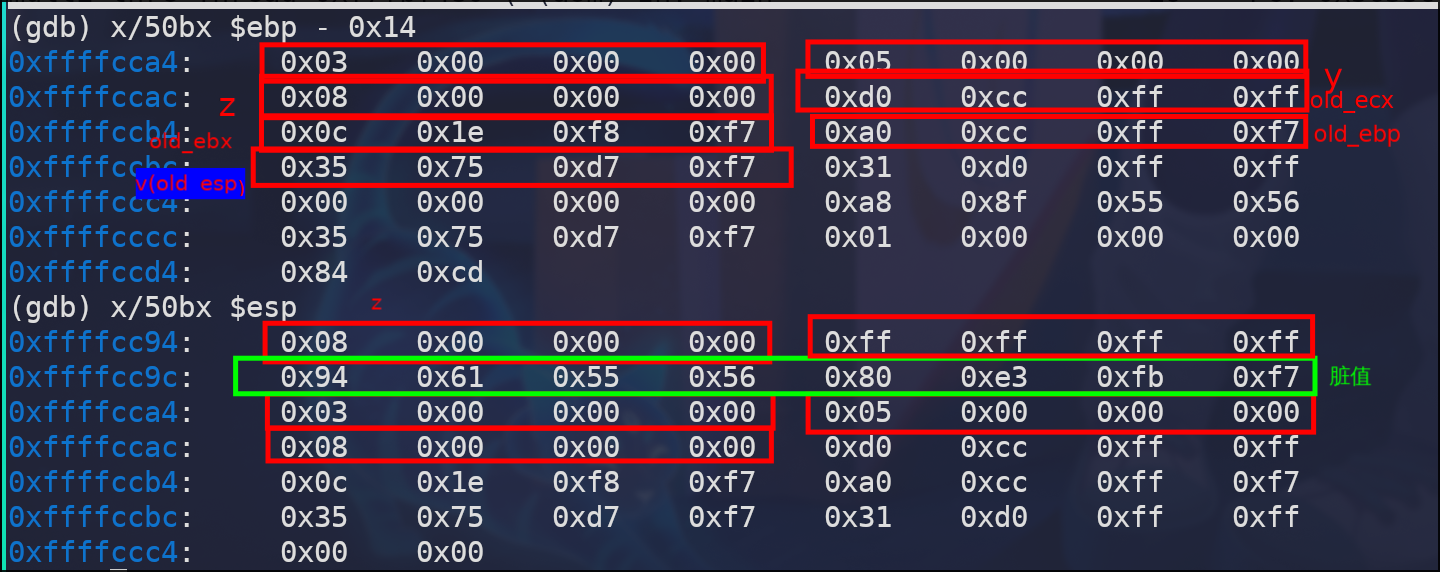 (gdb) x/50bx $ebp - 0x14
0xffffcca4: 0x03 0x00 0x00 0x00 0x05 0x00 0x00 0x00
y
0xffffccac: z 0x08 0x00 0x00 0x00 0xd0 0xcc 0xff 0xff old_ecx
0xffffccb4: old_ebx 0x0c 0x1e 0xf8 0xf7 0xa0 0xcc 0xff 0xf7 old_ebp
0xffffccbc: 0x35 0x75 0xd7 0xf7 0x31 0xd0 0xff 0xff
v(old_esp)
0xffffccc4: 0x00 0x00 0x00 0x00 0xa8 0x8f 0x55 0x56
0xffffcccc: 0x35 0x75 0xd7 0xf7 0x01 0x00 0x00 0x00
0xffffccd4: 0x84 0xcd
(gdb) x/50bx $esp
z
0xffffcc94: 0x08 0x00 0x00 0x00 0xff 0xff 0xff 0xff
0xffffcc9c: 0x94 0x61 0x55 0x56 0x80 0xe3 0xfb 0xf7 脏值
0xffffcca4: 0x03 0x00 0x00 0x00 0x05 0x00 0x00 0x00
0xffffccac: 0x08 0x00 0x00 0x00 0xd0 0xcc 0xff 0xff
0xffffccb4: 0x0c 0x1e 0xf8 0xf7 0xa0 0xcc 0xff 0xf7
0xffffccbc: 0x35 0x75 0xd7 0xf7 0x31 0xd0 0xff 0xff
0xffffccc4: 0x00 0x00